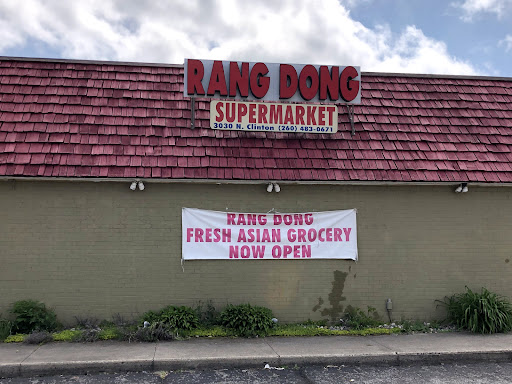 RANG DONG
SUPERMARKET
3030 N. Clinton (260) 483-0671
RANG DONG
FRESH ASIAN GROCERY
NOW OPEN